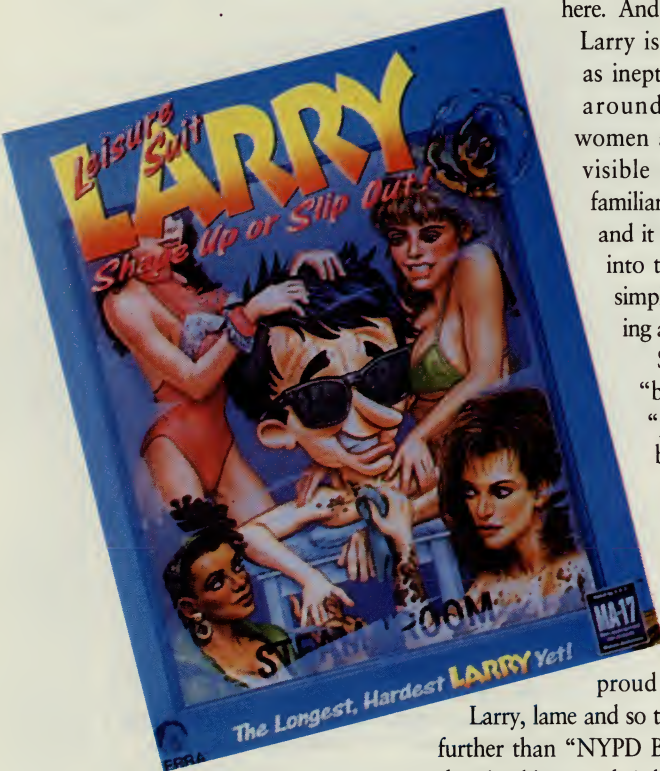 Leisure
Suit
LARRY
Shape Up or Slip Out!
STEAM ROOM
MA-17
The Longest, Hardest LARRY Yet!
here. And
Larry is
as inept
around
women
visible
familiar
and it
into t
simp
ing a
S
"b
"
b
proud
Larry, lame and so t
further than "NYPD B